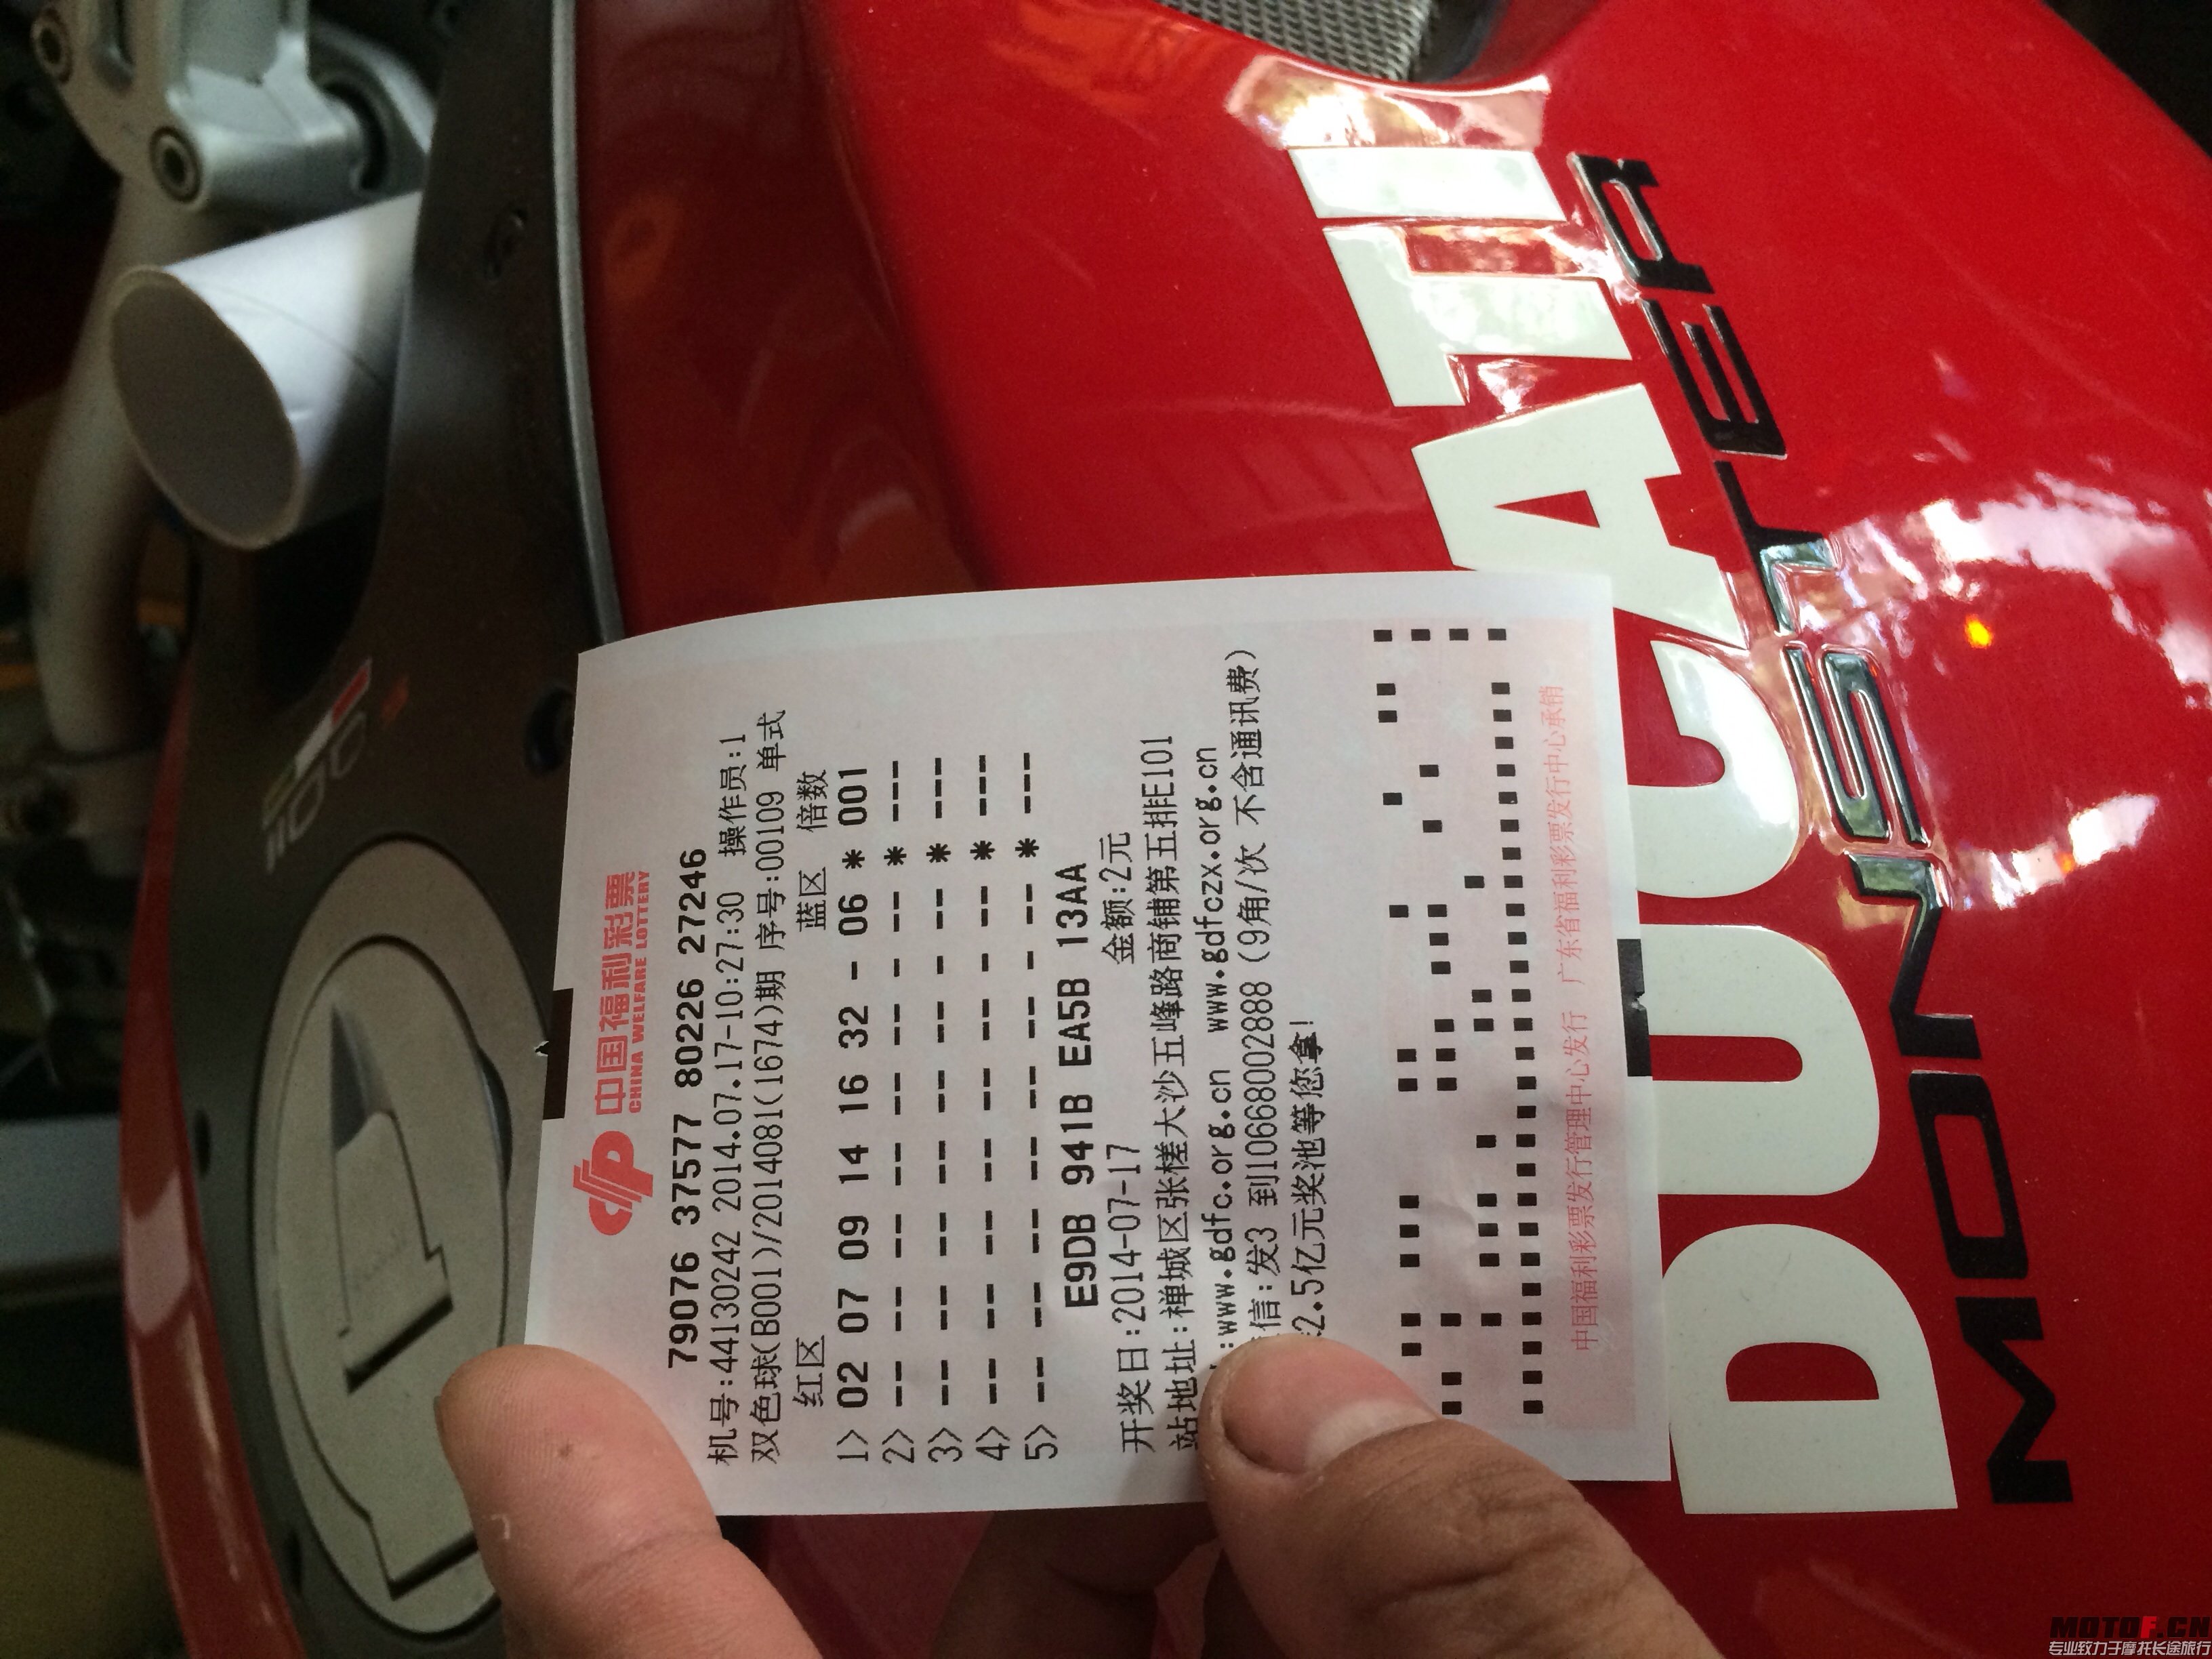 中国福利彩票
CHINA WELFARE LOTTERY
79076 37577 80226 27246
机号:44130242 2014.07.17-10:27:30 操作员:1
双色球(B001)/2014081(1674)期 序号:00109 单式
红区 蓝区 倍数
1) 02 07 09 14 16 32 - 06 * 001
2) -- -- -- -- -- -- - -- * ---
3) -- -- -- -- -- -- - -- * ---
4) -- -- -- -- -- -- - -- * ---
5) -- -- -- -- -- -- - -- * ---
E9DB 941B EA5B 13AA
开奖日:2014-07-17 金额:2元
站地址:禅城区张槎大沙五峰路商铺第五排E101
:www.gdfc.org.cn www.gdfczx.org.cn
信:发3 到106680002888 (9角/次 不含通讯费)
2.5亿元奖池等您拿!
中国福利彩票发行管理中心发行 广东省福利彩票发行中心承销
DUCATI
MONSTER
1100
MOTOF.CN
专业致力于摩托长途旅行